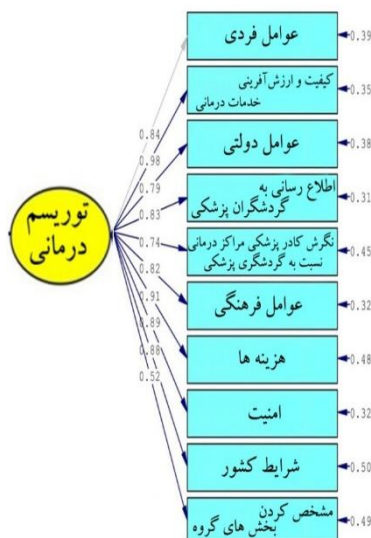 عوامل فردی
0.39
کیفیت و ارزش‌آفرینی
خدمات درمانی
0.35
عوامل دولتی
0.38
اطلاع رسانی به
گردشگران پزشکی
0.31
نگرش کادر پزشکی مراکز درمانی
نسبت به گردشگری پزشکی
0.45
عوامل فرهنگی
0.32
هزینه ها
0.48
امنیت
0.32
شرایط کشور
0.50
مشخص کردن
بخش های گروه
0.49
توریسم
درمانی
0.84
0.98
0.79
0.83
0.74
0.82
0.91
0.89
0.88
0.52